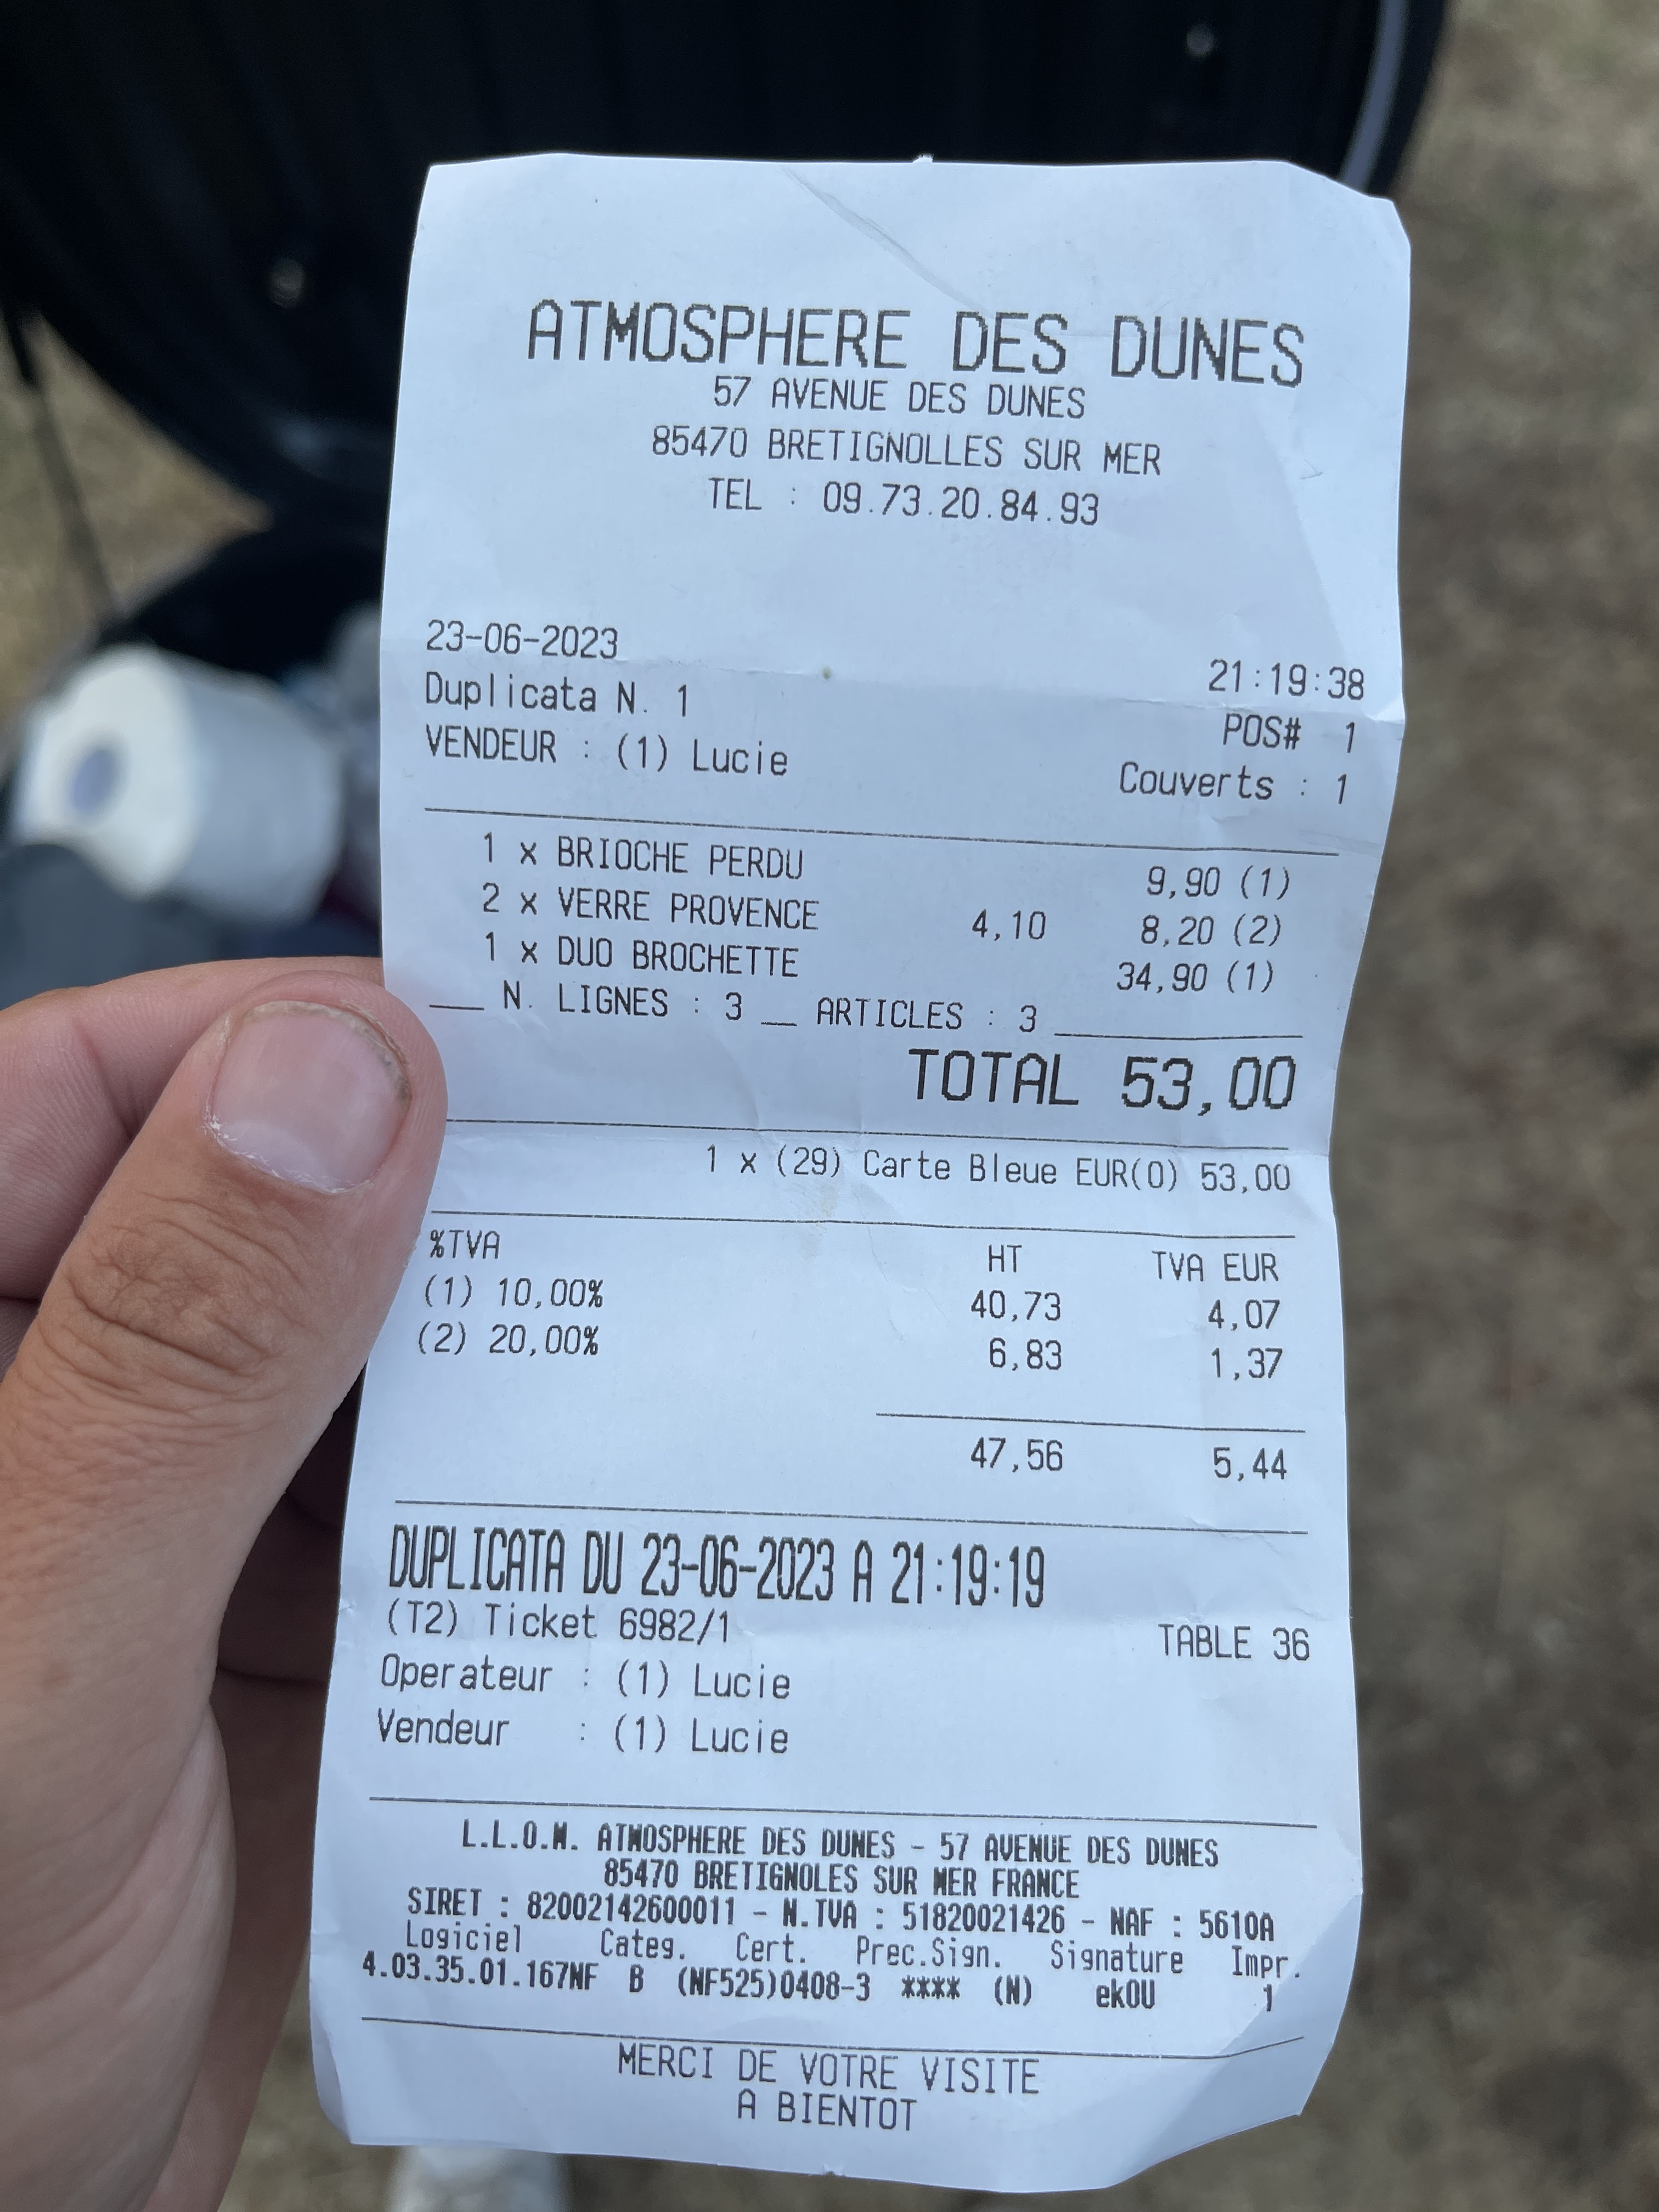 ATMOSPHERE DES DUNES
57 AVENUE DES DUNES
85470 BRETIGNOLLES SUR MER
TEL : 09.73.20.84.93
23-06-2023 21:19:38
Duplicata N. 1 POS# 1
VENDEUR : (1) Lucie Couverts : 1
1 x BRIOCHE PERDU 9,90 (1)
2 x VERRE PROVENCE 4,10 8,20 (2)
1 x DUO BROCHETTE 34,90 (1)
__ N. LIGNES : 3 __ ARTICLES : 3 __________
TOTAL 53,00
1 x (29) Carte Bleue EUR(0) 53,00
%TVA HT TVA EUR
(1) 10,00% 40,73 4,07
(2) 20,00% 6,83 1,37
47,56 5,44
DUPLICATA DU 23-06-2023 A 21:19:19
(T2) Ticket 6982/1 TABLE 36
Operateur : (1) Lucie
Vendeur : (1) Lucie
L.L.O.M. ATMOSPHERE DES DUNES - 57 AVENUE DES DUNES
85470 BRETIGNOLES SUR MER FRANCE
SIRET : 82002142600011 - N.TVA : 51820021426 - NAF : 5610A
Logiciel Categ. Cert. Prec.Sign. Signature Impr.
4.03.35.01.167NF B (NF525)0408-3 **** (N) ekOU 1
MERCI DE VOTRE VISITE
A BIENTOT